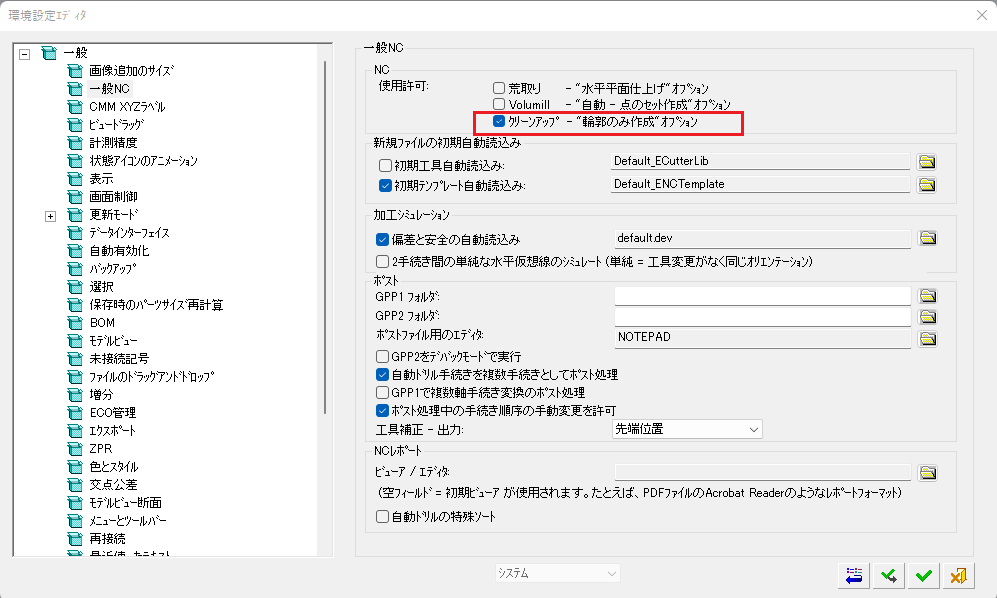 環境設定ｴﾃﾞｨﾀ
一般
画像追加のｻｲｽﾞ
一般NC
CMM XYZﾗﾍﾞﾙ
ﾋﾞｭｰﾄﾞﾗｯｸﾞ
計測精度
状態ｱｲｺﾝのｱﾆﾒｰｼｮﾝ
表示
画面制御
更新ﾓｰﾄﾞ
ﾃﾞｰﾀｲﾝﾀｰﾌｪｲｽ
自動有効化
ﾊﾞｯｸｱｯﾌﾟ
選択
保存時のﾊﾟｰﾂｻｲｽﾞ再計算
BOM
ﾓﾃﾞﾙﾋﾞｭｰ
未接続記号
ﾌｧｲﾙのﾄﾞﾗｯｸﾞｱﾝﾄﾞﾄﾞﾛｯﾌﾟ
増分
ECO管理
ｴｸｽﾎﾟｰﾄ
ZPR
色とｽﾀｲﾙ
交点公差
ﾓﾃﾞﾙﾋﾞｭｰ断面
ﾒﾆｭｰとﾂｰﾙﾊﾞｰ
再接続
一般NC
NC
使用許可:
荒取り - "水平平面仕上げ"ｵﾌﾟｼｮﾝ
Volumill - "自動 - 点のｾｯﾄ作成"ｵﾌﾟｼｮﾝ
ｸﾘｰﾝｱｯﾌﾟ - "輪郭のみ作成"ｵﾌﾟｼｮﾝ
新規ファイルの初期自動読込み
初期工具自動読込み: Default_ECutterLib
初期ﾃﾝﾌﾟﾚｰﾄ自動読込み: Default_ENCTemplate
加工ｼﾐｭﾚｰｼｮﾝ
偏差と安全の自動読込み default.dev
2手続き間の単純な水平仮想線のｼﾐｭﾚｰﾄ (単純 = 工具変更がなく同じｵﾘｴﾝﾃｰｼｮﾝ)
ﾎﾟｽﾄ
GPP1 ﾌｫﾙﾀﾞ:
GPP2 ﾌｫﾙﾀﾞ:
ﾎﾟｽﾄﾌｧｲﾙ用のｴﾃﾞｨﾀ: NOTEPAD
GPP2をﾃﾞﾊﾞｯｸﾓｰﾄﾞで実行
自動ﾄﾞﾘﾙ手続きを複数手続きとしてﾎﾟｽﾄ処理
GPP1で複数軸手続き変換のﾎﾟｽﾄ処理
ﾎﾟｽﾄ処理中の手続き順序の手動変更を許可
工具補正 - 出力: 先端位置
NCﾚﾎﾟｰﾄ
ﾋﾞｭｰｱ / ｴﾃﾞｨﾀ:
(空ﾌｨｰﾙﾄﾞ = 初期ﾋﾞｭｰｱ が使用されます。たとえば、PDFﾌｧｲﾙのAcrobat Readerのようなﾚﾎﾟｰﾄﾌｫｰﾏｯﾄ)
自動ﾄﾞﾘﾙの特殊ｿｰﾄ
ｼｽﾃﾑ